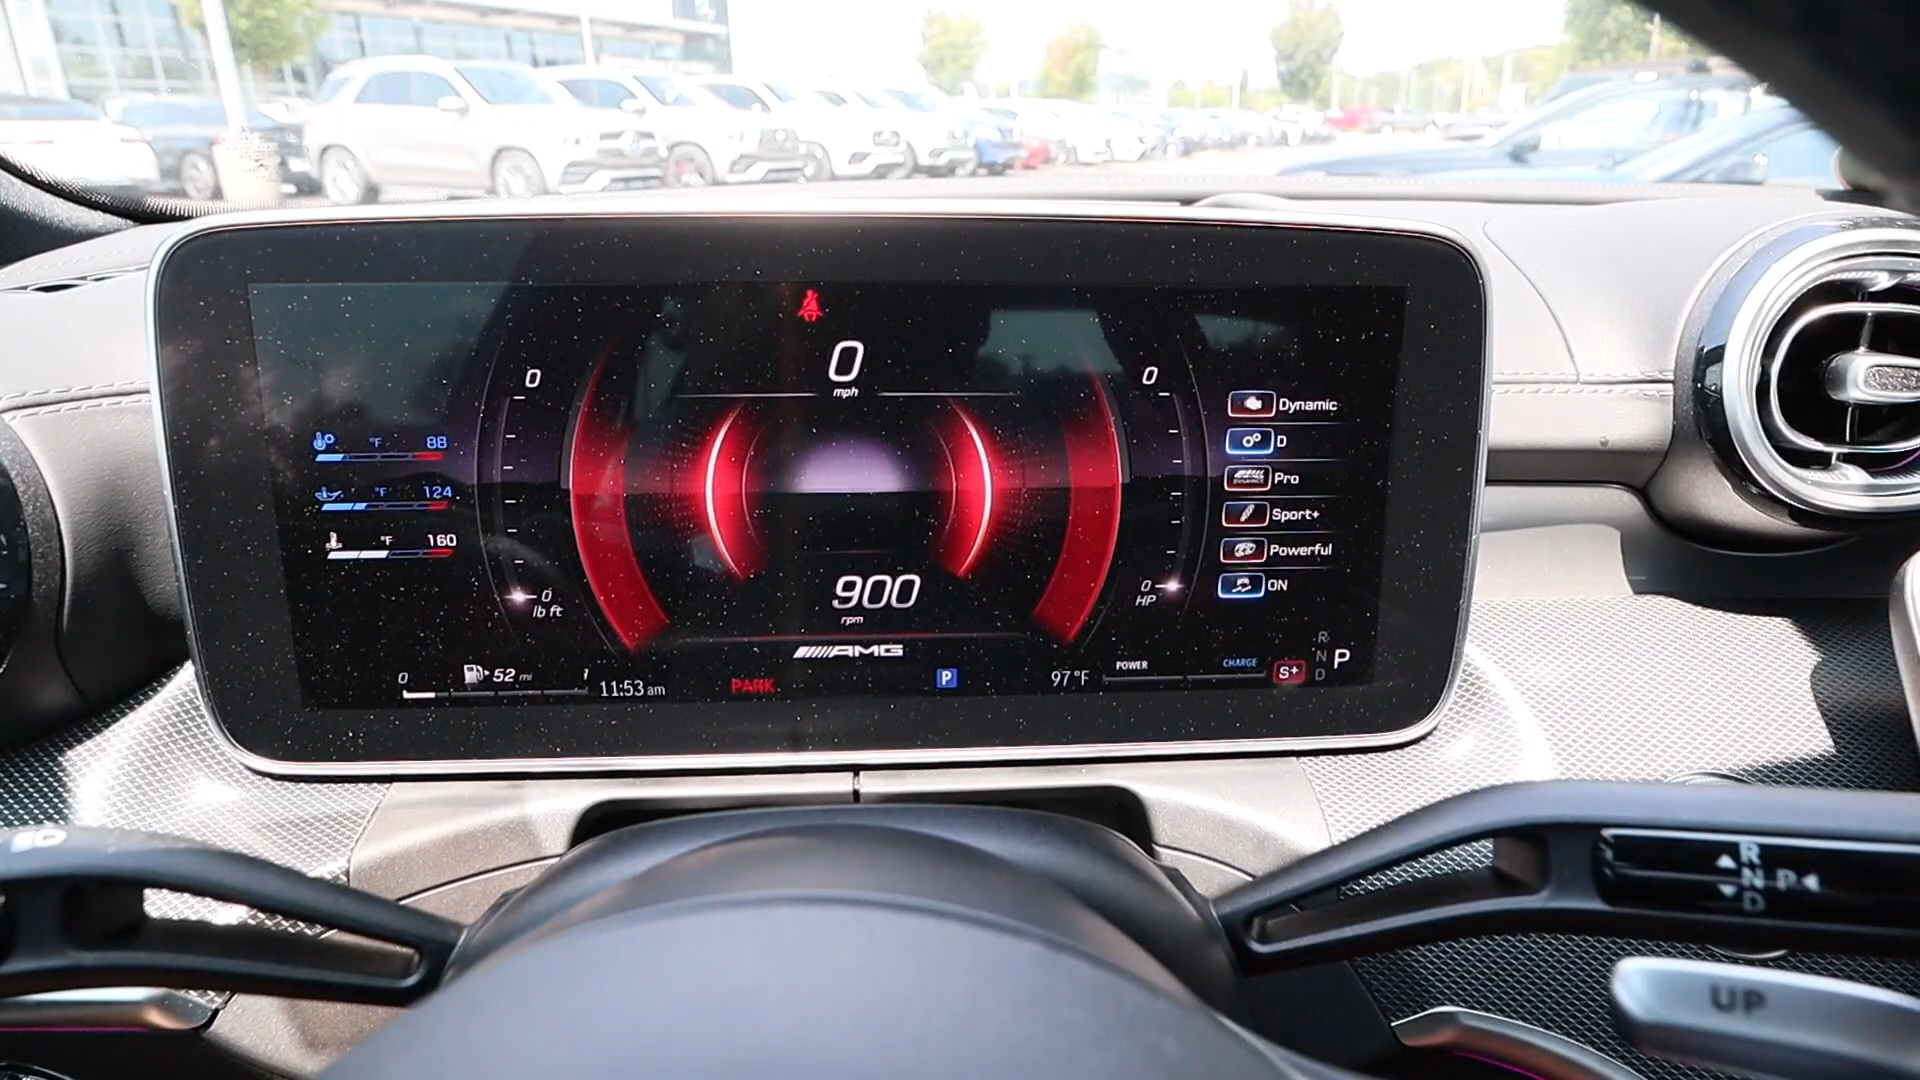 0
mph
0
0
Dynamic
D
Pro
Sport+
Powerful
ON
°F 88
°F 124
°F 160
0
lb ft
900
rpm
0
HP
AMG
0
52 mi
1
11:53 am
PARK
P
97°F
POWER
CHARGE
S+
R
N
D
P
R
N P
D
UP